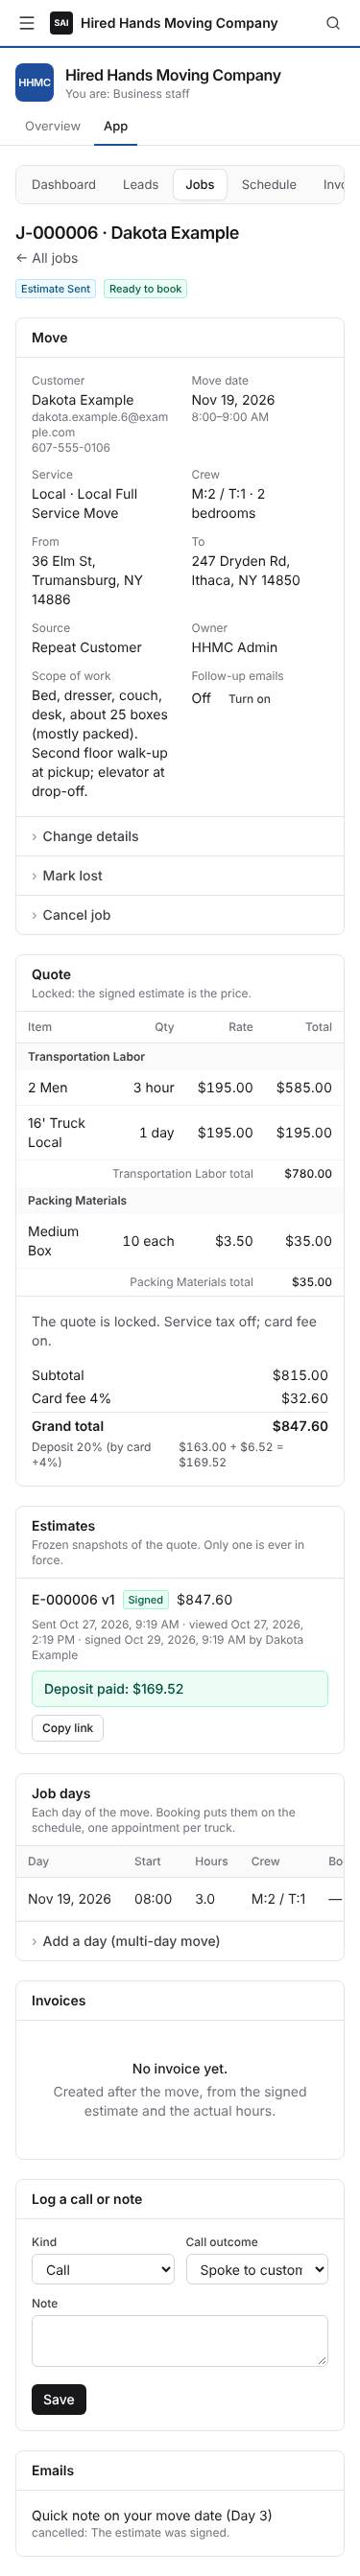 SAI Hired Hands Moving Company
HHMC
Hired Hands Moving Company
You are: Business staff
Overview App
Dashboard Leads Jobs Schedule Invo
J-000006 · Dakota Example
← All jobs
Estimate Sent Ready to book
Move
Customer
Dakota Example
dakota.example.6@exam
ple.com
607-555-0106
Move date
Nov 19, 2026
8:00–9:00 AM
Service
Local · Local Full
Service Move
Crew
M:2 / T:1 · 2
bedrooms
From
36 Elm St,
Trumansburg, NY
14886
To
247 Dryden Rd,
Ithaca, NY 14850
Source
Repeat Customer
Owner
HHMC Admin
Scope of work
Bed, dresser, couch,
desk, about 25 boxes
(mostly packed).
Second floor walk-up
at pickup; elevator at
drop-off.
Follow-up emails
Off Turn on
› Change details
› Mark lost
› Cancel job
Quote
Locked: the signed estimate is the price.
Item Qty Rate Total
Transportation Labor
2 Men 3 hour $195.00 $585.00
16' Truck
Local 1 day $195.00 $195.00
Transportation Labor total $780.00
Packing Materials
Medium
Box 10 each $3.50 $35.00
Packing Materials total $35.00
The quote is locked. Service tax off; card fee
on.
Subtotal $815.00
Card fee 4% $32.60
Grand total $847.60
Deposit 20% (by card
+4%)
$163.00 + $6.52 =
$169.52
Estimates
Frozen snapshots of the quote. Only one is ever in
force.
E-000006 v1 Signed $847.60
Sent Oct 27, 2026, 9:19 AM · viewed Oct 27, 2026,
2:19 PM · signed Oct 29, 2026, 9:19 AM by Dakota
Example
Deposit paid: $169.52
Copy link
Job days
Each day of the move. Booking puts them on the
schedule, one appointment per truck.
Day Start Hours Crew Bo
Nov 19, 2026 08:00 3.0 M:2 / T:1 —
› Add a day (multi-day move)
Invoices
No invoice yet.
Created after the move, from the signed
estimate and the actual hours.
Log a call or note
Kind
Call
Call outcome
Spoke to custom
Note
Save
Emails
Quick note on your move date (Day 3)
cancelled: The estimate was signed.